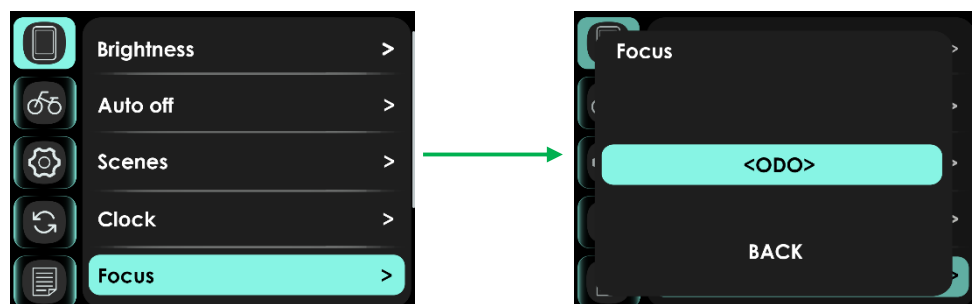 Brightness >
Auto off >
Scenes >
Clock >
Focus >
Focus
<ODO>
BACK